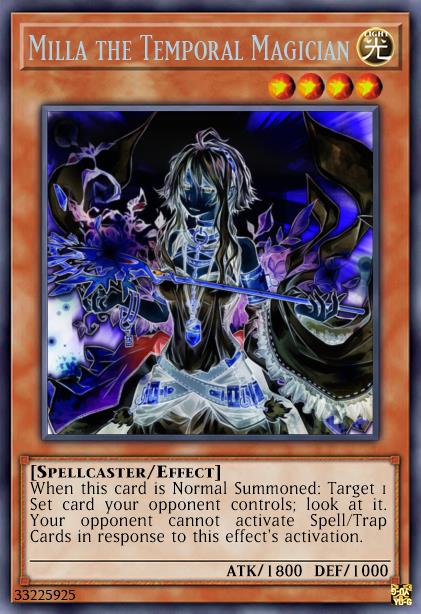 Milla the Temporal Magician
LIGHT
光
[Spellcaster/Effect]
When this card is Normal Summoned: Target 1
Set card your opponent controls; look at it.
Your opponent cannot activate Spell/Trap
Cards in response to this effect's activation.
ATK/1800 DEF/1000
33225925